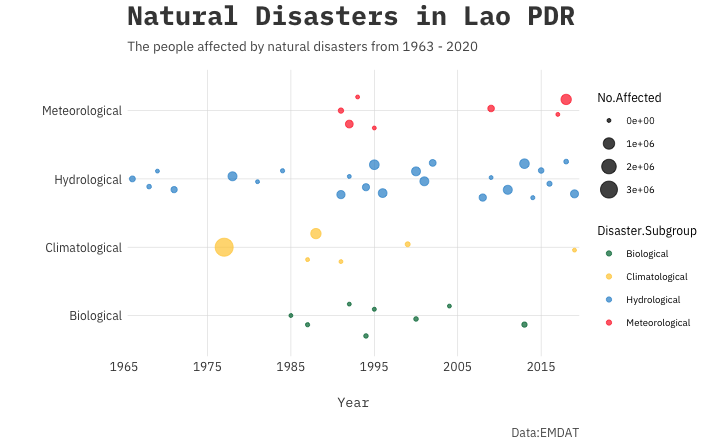 Natural Disasters in Lao PDR
The people affected by natural disasters from 1963 - 2020
Meteorological
Hydrological
Climatological
Biological
1965 1975 1985 1995 2005 2015
Year
No.Affected
0e+00
1e+06
2e+06
3e+06
Disaster.Subgroup
Biological
Climatological
Hydrological
Meteorological
Data:EMDAT